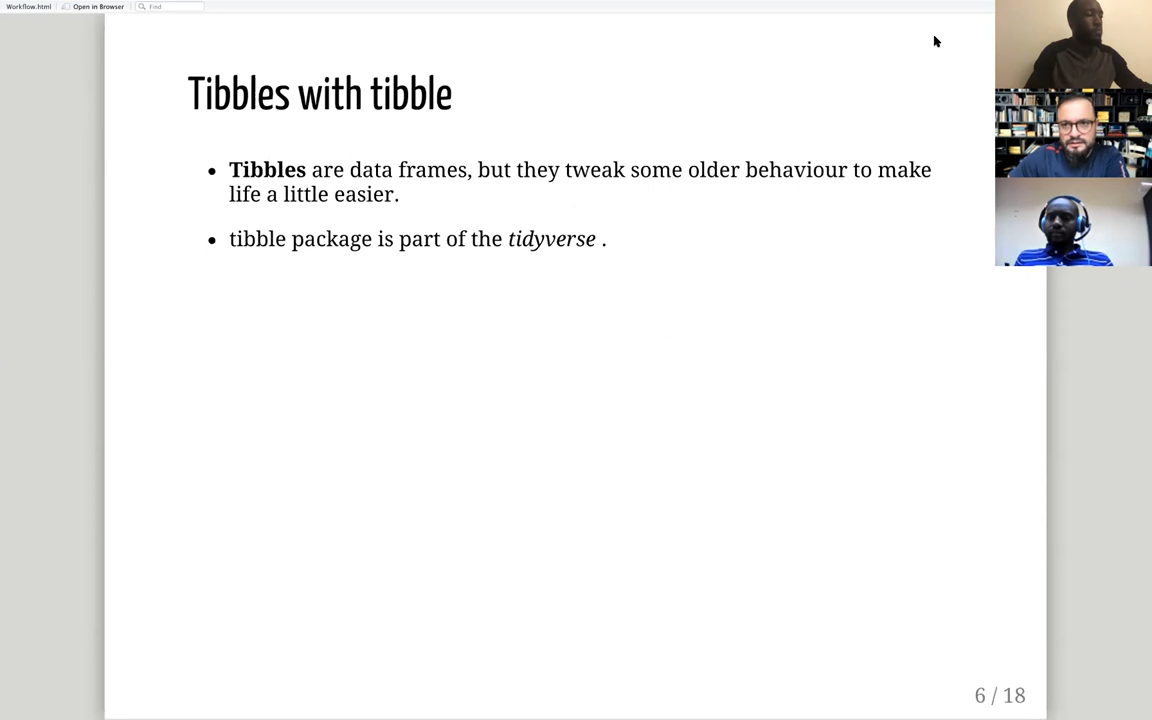 Workflow.html Open in Browser Find
Tibbles with tibble
Tibbles are data frames, but they tweak some older behaviour to make
life a little easier.
tibble package is part of the tidyverse .
6 / 18